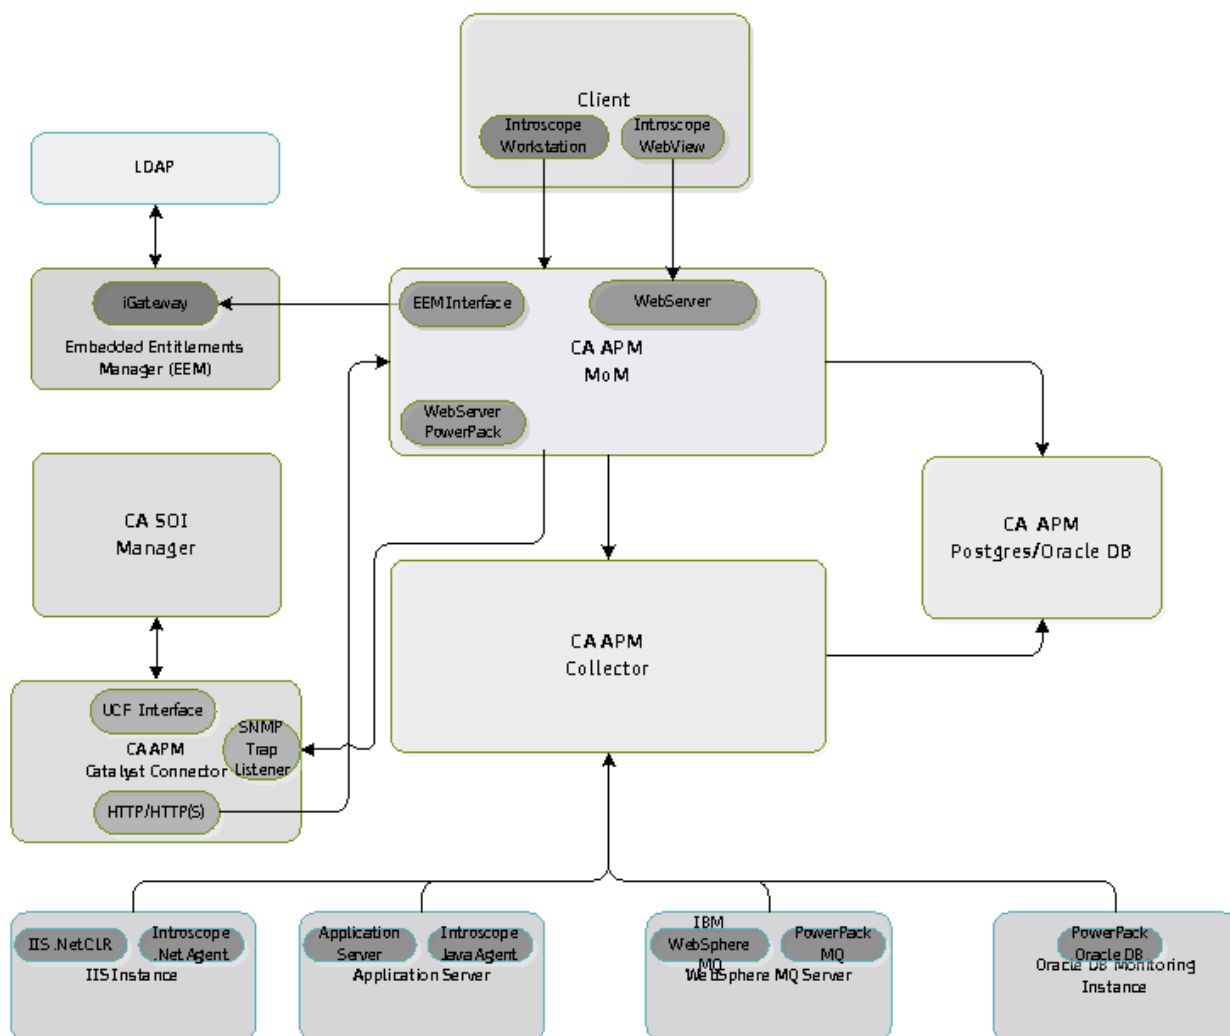 Client
Introscope
Workstation
Introscope
WebView
LDAP
iGateway
Embedded Entitlements
Manager (EEM)
EEM Interface
WebServer
CA APM
MoM
WebServer
PowerPack
CA SOI
Manager
CA APM
Postgres/Oracle DB
CA APM
Collector
UCF Interface
SNMP
Trap
Listener
CA APM
Catalyst Connector
HTTP/HTTP(S)
IIS .NetCLR
Introscope
.Net Agent
IIS Instance
Application
Server
Introscope
Java Agent
Application Server
IBM
WebSphere
MQ
PowerPack
MQ
WebSphere MQ Server
PowerPack
Oracle DB
Oracle DB Monitoring
Instance